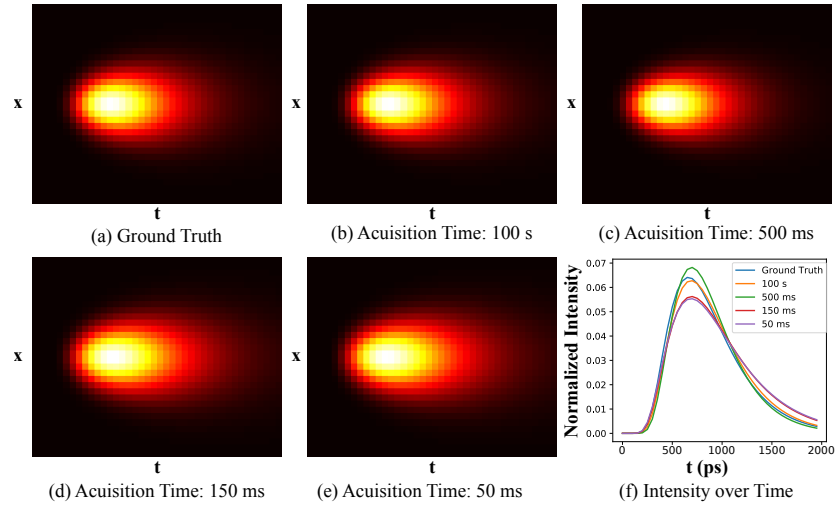 x
t
(a) Ground Truth
t
(b) Acuisition Time: 100 s
x
t
(c) Acuisition Time: 500 ms
x
x
t
(d) Acuisition Time: 150 ms
x
t
(e) Acuisition Time: 50 ms
Normalized Intensity
0.07
0.06
0.05
0.04
0.03
0.02
0.01
0.00
Ground Truth
100 s
500 ms
150 ms
50 ms
0
500
1000
1500
2000
t (ps)
(f) Intensity over Time